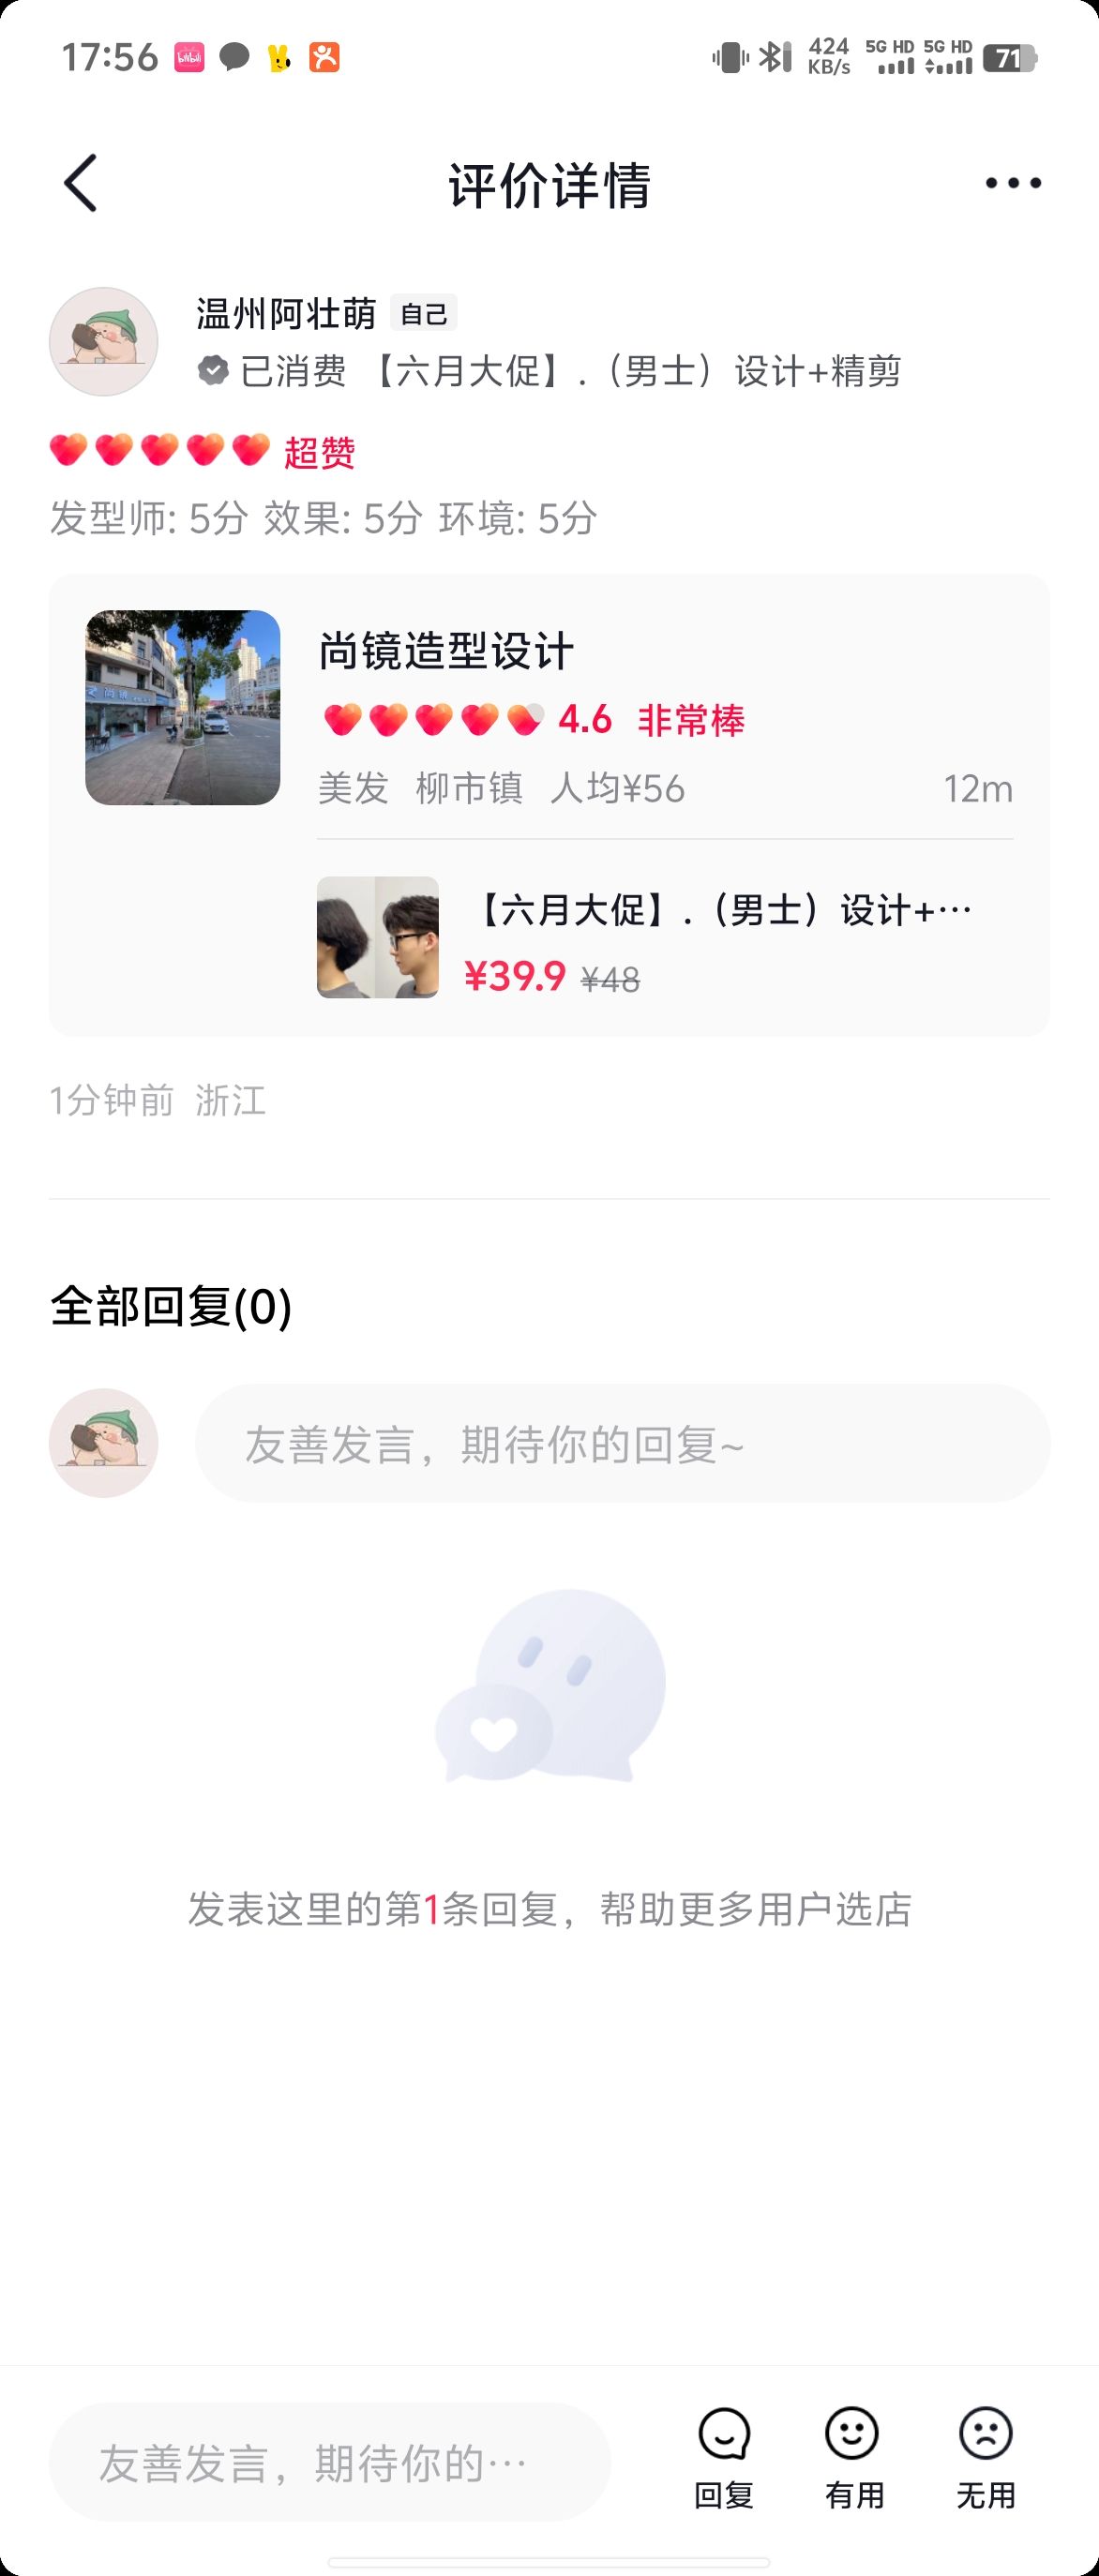 17:56
424 KB/s 5G HD 5G HD 71
评价详情
温州阿壮萌 自己
已消费 【六月大促】.（男士）设计+精剪
超赞
发型师: 5分 效果: 5分 环境: 5分
尚镜造型设计
4.6 非常棒
美发 柳市镇 人均¥56 12m
【六月大促】.（男士）设计+…
¥39.9 ¥48
1分钟前 浙江
全部回复(0)
友善发言，期待你的回复~
发表这里的第1条回复，帮助更多用户选店
友善发言，期待你的…
回复 有用 无用